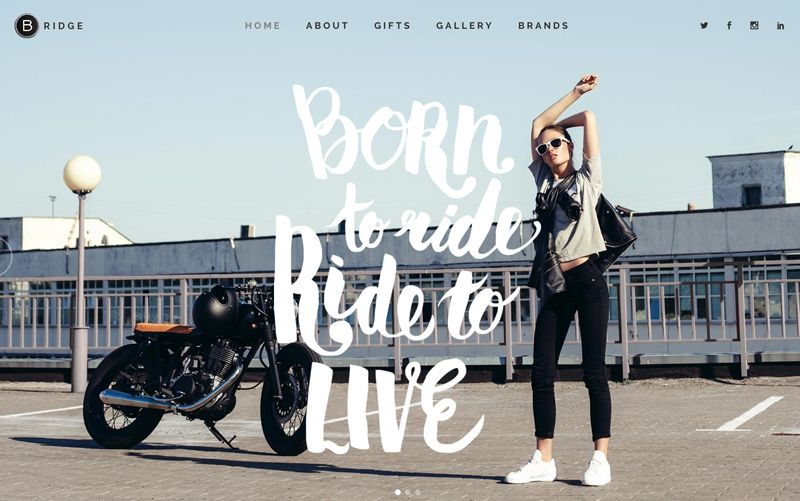 B RIDGE
HOME ABOUT GIFTS GALLERY BRANDS
BORN
to ride
Ride to
LIVE